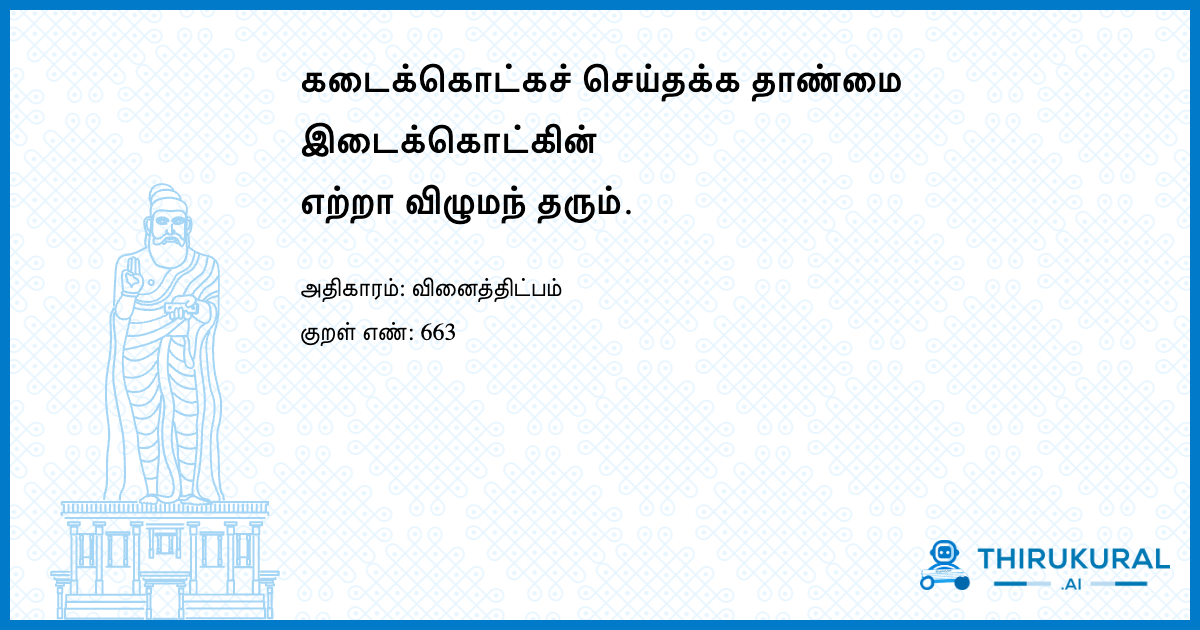 கடைக்கொட்கச் செய்தக்க தாண்மை
இடைக்கொட்கின்
எற்றா விழுமந் தரும்.
அதிகாரம்: வினைத்திட்பம்
குறள் எண்: 663
THIRUKURAL
.AI